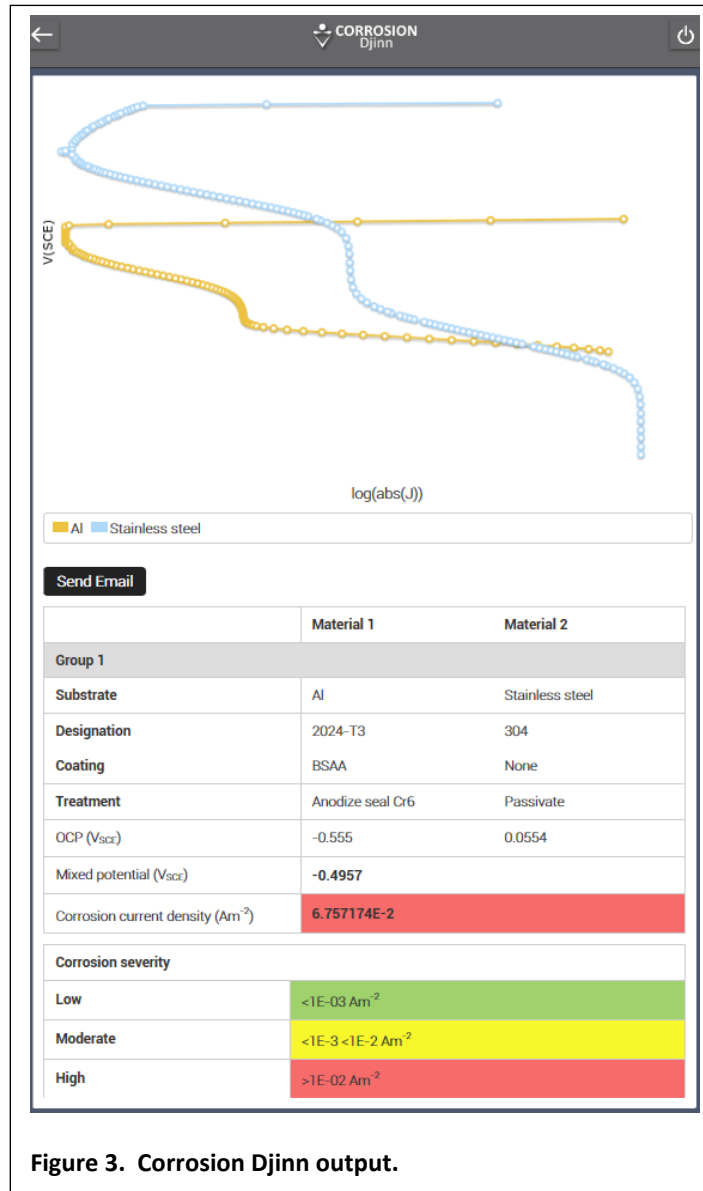 CORROSION
Djinn
V(SCE)
log(abs(J))
Al Stainless steel
Send Email
Material 1 Material 2
Group 1
Substrate Al Stainless steel
Designation 2024-T3 304
Coating BSAA None
Treatment Anodize seal Cr6 Passivate
OCP (VSCE) -0.555 0.0554
Mixed potential (VSCE) -0.4957
Corrosion current density (Am-2) 6.757174E-2
Corrosion severity
Low <1E-03 Am-2
Moderate <1E-3 <1E-2 Am-2
High >1E-02 Am-2
Figure 3. Corrosion Djinn output.